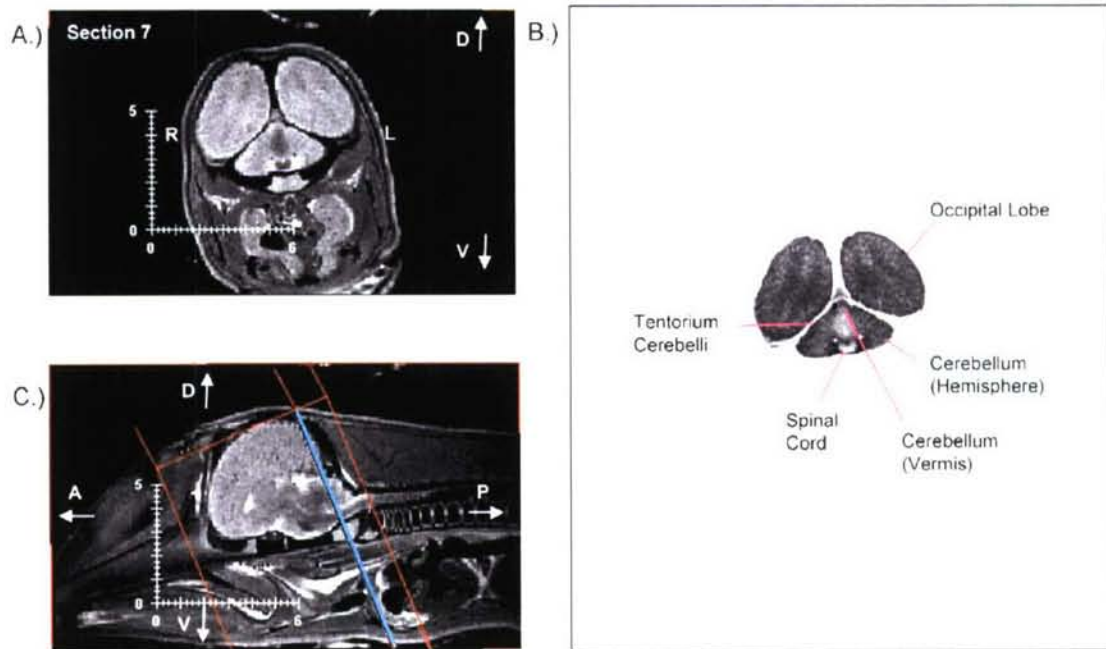 A.)
Section 7
D
5
R
L
0
0
6
V
B.)
Occipital Lobe
Tentorium
Cerebelli
Cerebellum
(Hemisphere)
Spinal
Cord
Cerebellum
(Vermis)
C.)
D
A
5
P
0
0
V
6